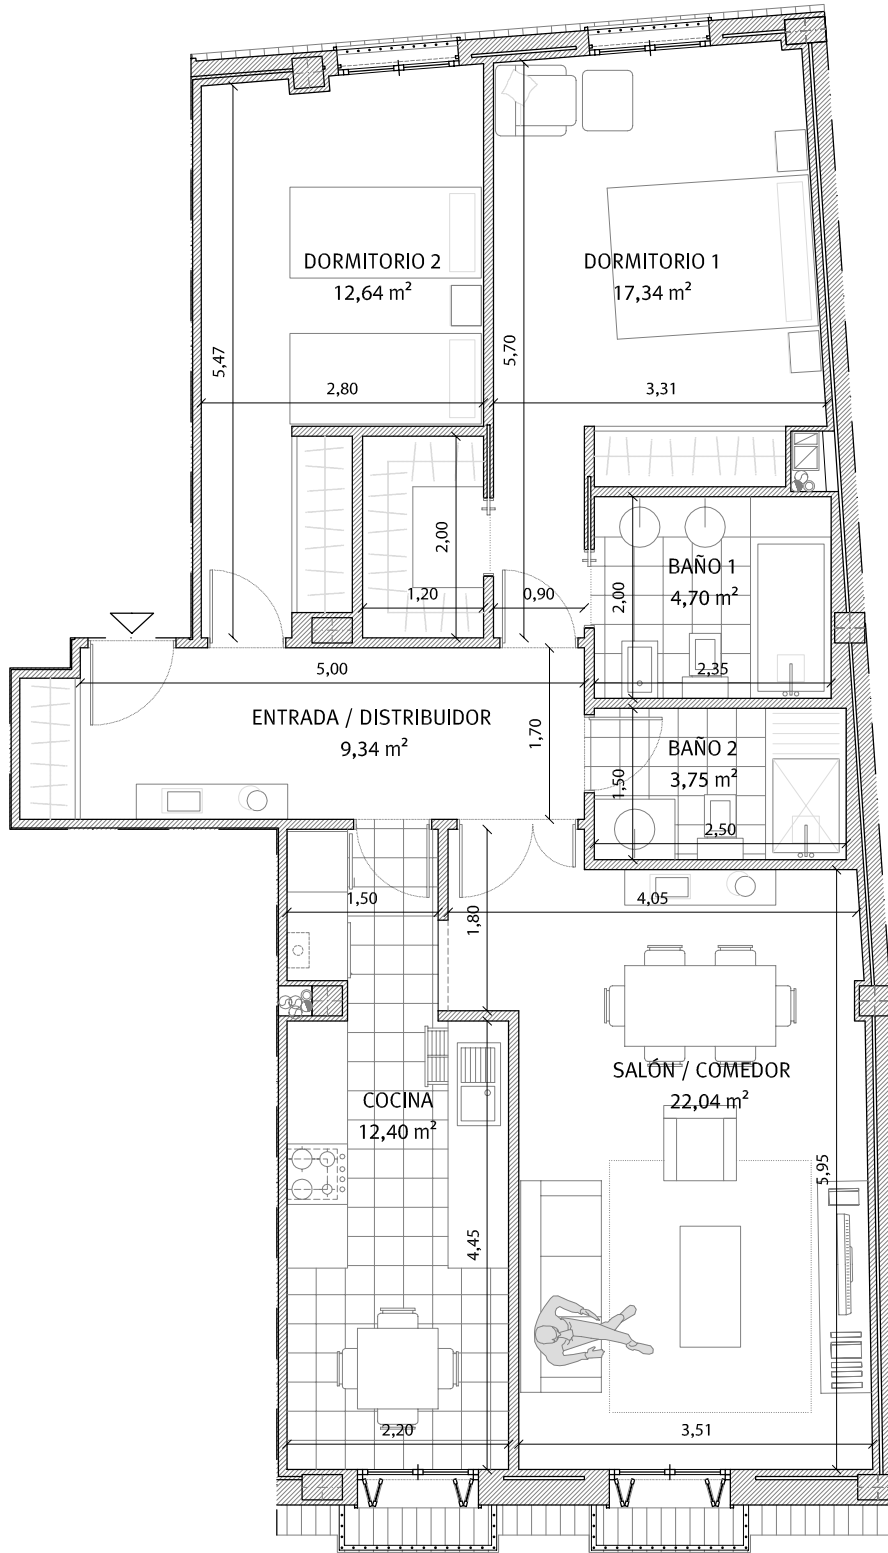 DORMITORIO 2
12,64 m²
DORMITORIO 1
17,34 m²
5,47
5,70
2,80
3,31
2,00
1,20
0,90
BAÑO 1
4,70 m²
2,00
2,35
5,00
ENTRADA / DISTRIBUIDOR
9,34 m²
1,70
BAÑO 2
3,75 m²
1,50
2,50
1,50
1,80
4,05
SALÓN / COMEDOR
22,04 m²
COCINA
12,40 m²
5,95
4,45
2,20
3,51